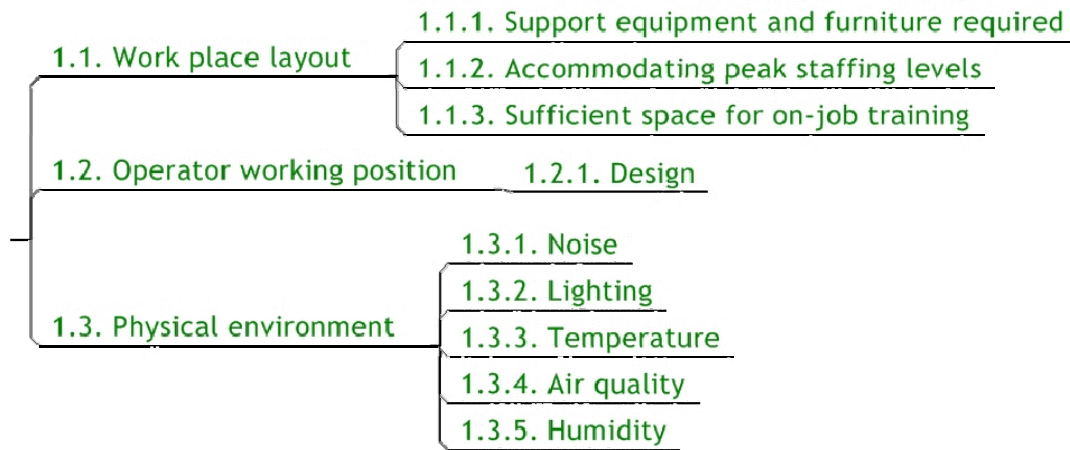 1.1. Work place layout
1.1.1. Support equipment and furniture required
1.1.2. Accommodating peak staffing levels
1.1.3. Sufficient space for on-job training
1.2. Operator working position
1.2.1. Design
1.3. Physical environment
1.3.1. Noise
1.3.2. Lighting
1.3.3. Temperature
1.3.4. Air quality
1.3.5. Humidity